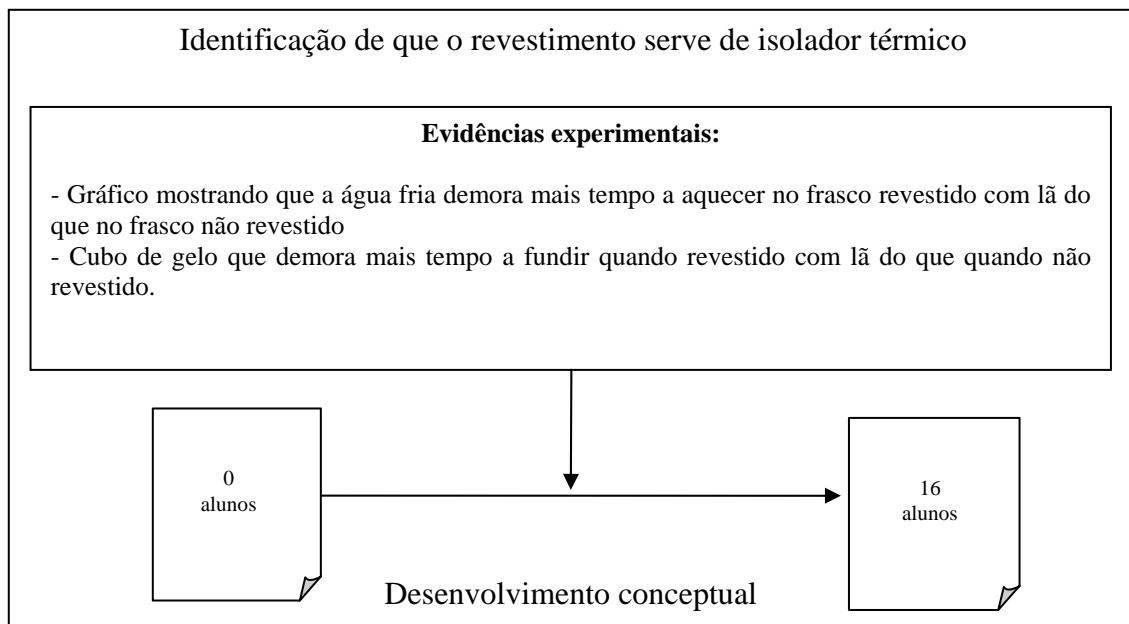 Identificação de que o revestimento serve de isolador térmico
Evidências experimentais:
- Gráfico mostrando que a água fria demora mais tempo a aquecer no frasco revestido com lã do
que no frasco não revestido
- Cubo de gelo que demora mais tempo a fundir quando revestido com lã do que quando não
revestido.
0
alunos
16
alunos
Desenvolvimento conceptual